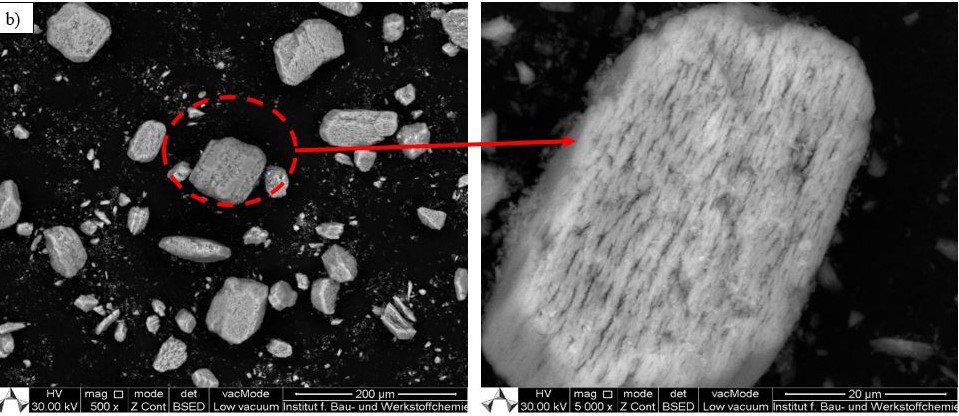 b)
HV mag □ mode det vacMode 200 µm
30.00 kV 500 x Z Cont BSED Low vacuum Institut f. Bau- und Werkstoffchemie
HV mag □ mode det vacMode 20 µm
30.00 kV 5 000 x Z Cont BSED Low vacuum Institut f. Bau- und Werkstoffchemie